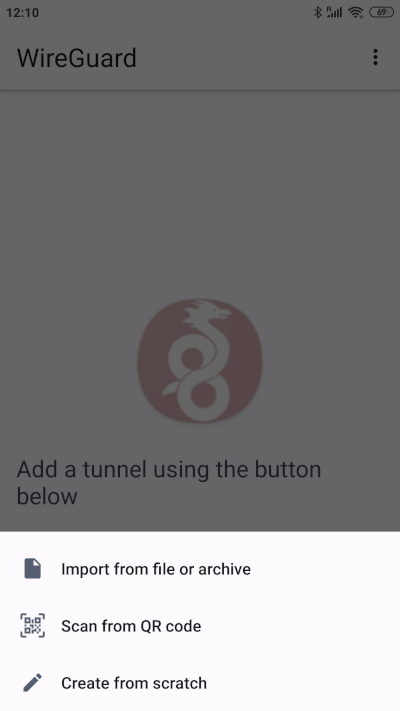 12:10
R
69
WireGuard
Add a tunnel using the button
below
Import from file or archive
Scan from QR code
Create from scratch